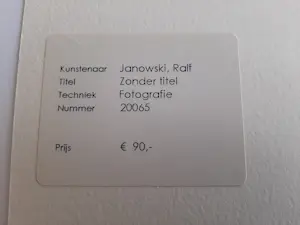 Kunstenaar Janowski, Ralf
Titel Zonder titel
Techniek Fotografie
Nummer 20065
Prijs € 90,-